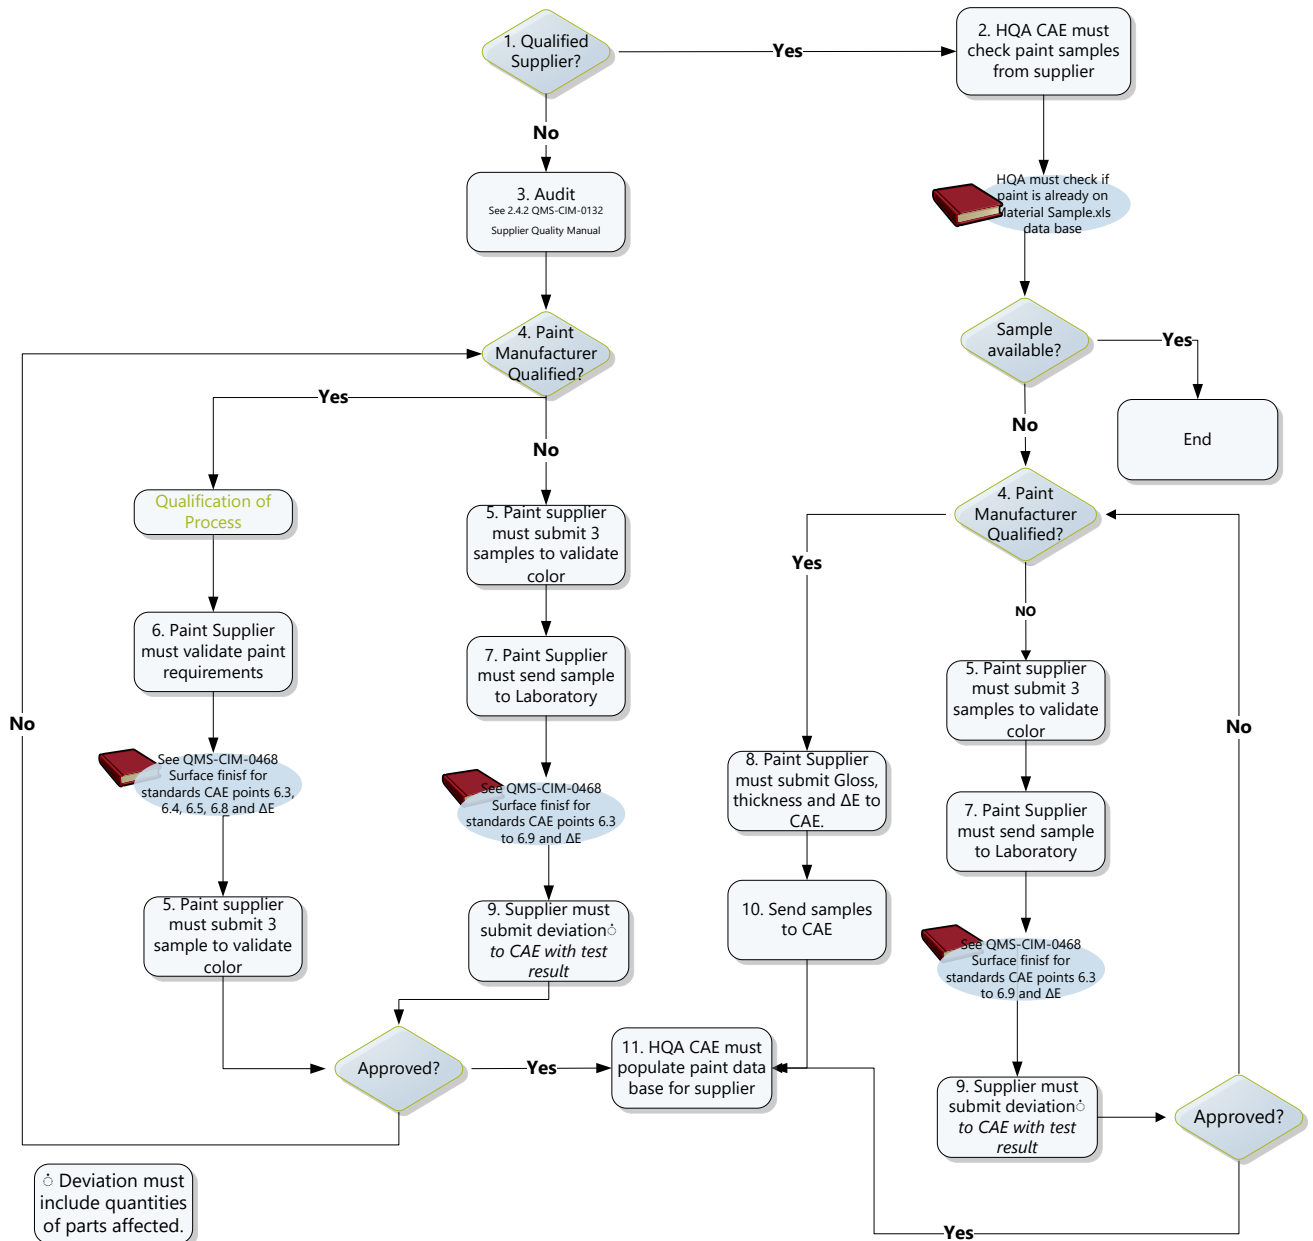 1. Qualified
Supplier?
Yes
2. HQA CAE must
check paint samples
from supplier
No
3. Audit
See 2.4.2 QMS-CIM-0132
Supplier Quality Manual
HQA must check if
paint is already on
Material Sample.xls
data base
4. Paint
Manufacturer
Qualified?
Sample
available?
Yes
End
Yes
No
No
Qualification of
Process
5. Paint supplier
must submit 3
samples to validate
color
4. Paint
Manufacturer
Qualified?
Yes
NO
6. Paint Supplier
must validate paint
requirements
7. Paint Supplier
must send sample
to Laboratory
5. Paint supplier
must submit 3
samples to validate
color
No
No
See QMS-CIM-0468
Surface finisf for
standards CAE points 6.3,
6.4, 6.5, 6.8 and ΔE
See QMS-CIM-0468
Surface finisf for
standards CAE points 6.3
to 6.9 and ΔE
8. Paint Supplier
must submit Gloss,
thickness and ΔE to
CAE.
7. Paint Supplier
must send sample
to Laboratory
5. Paint supplier
must submit 3
sample to validate
color
9. Supplier must
submit deviation
to CAE with test
result
10. Send samples
to CAE
See QMS-CIM-0468
Surface finisf for
standards CAE points 6.3
to 6.9 and ΔE
Approved?
Yes
11. HQA CAE must
populate paint data
base for supplier
9. Supplier must
submit deviation
to CAE with test
result
Approved?
Deviation must
include quantities
of parts affected.
Yes